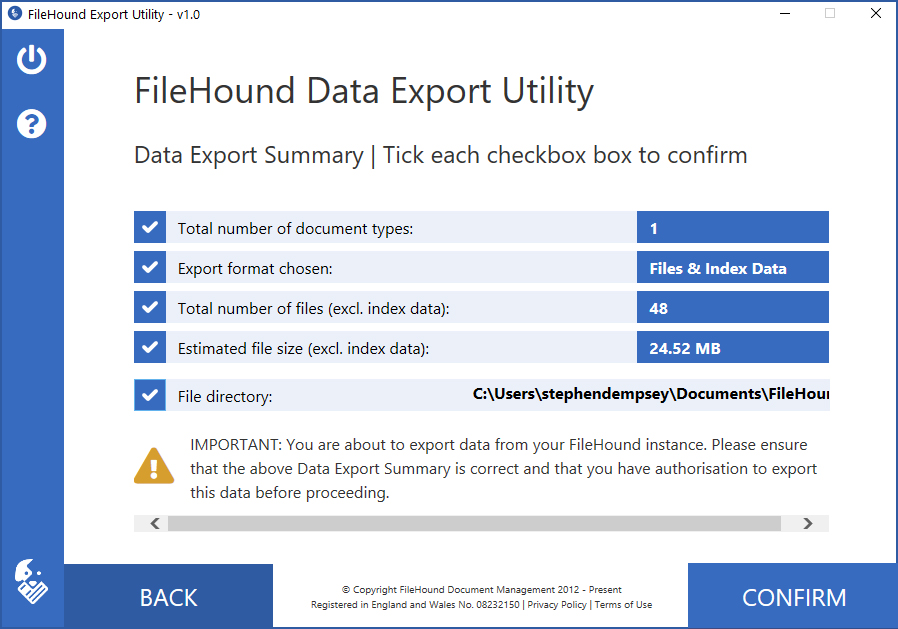 FileHound Export Utility - v1.0
FileHound Data Export Utility
Data Export Summary | Tick each checkbox box to confirm
Total number of document types: 1
Export format chosen: Files & Index Data
Total number of files (excl. index data): 48
Estimated file size (excl. index data): 24.52 MB
File directory: C:\Users\stephendempsey\Documents\FileHoun
IMPORTANT: You are about to export data from your FileHound instance. Please ensure
that the above Data Export Summary is correct and that you have authorisation to export
this data before proceeding.
BACK
© Copyright FileHound Document Management 2012 - Present
Registered in England and Wales No. 08232150 | Privacy Policy | Terms of Use
CONFIRM